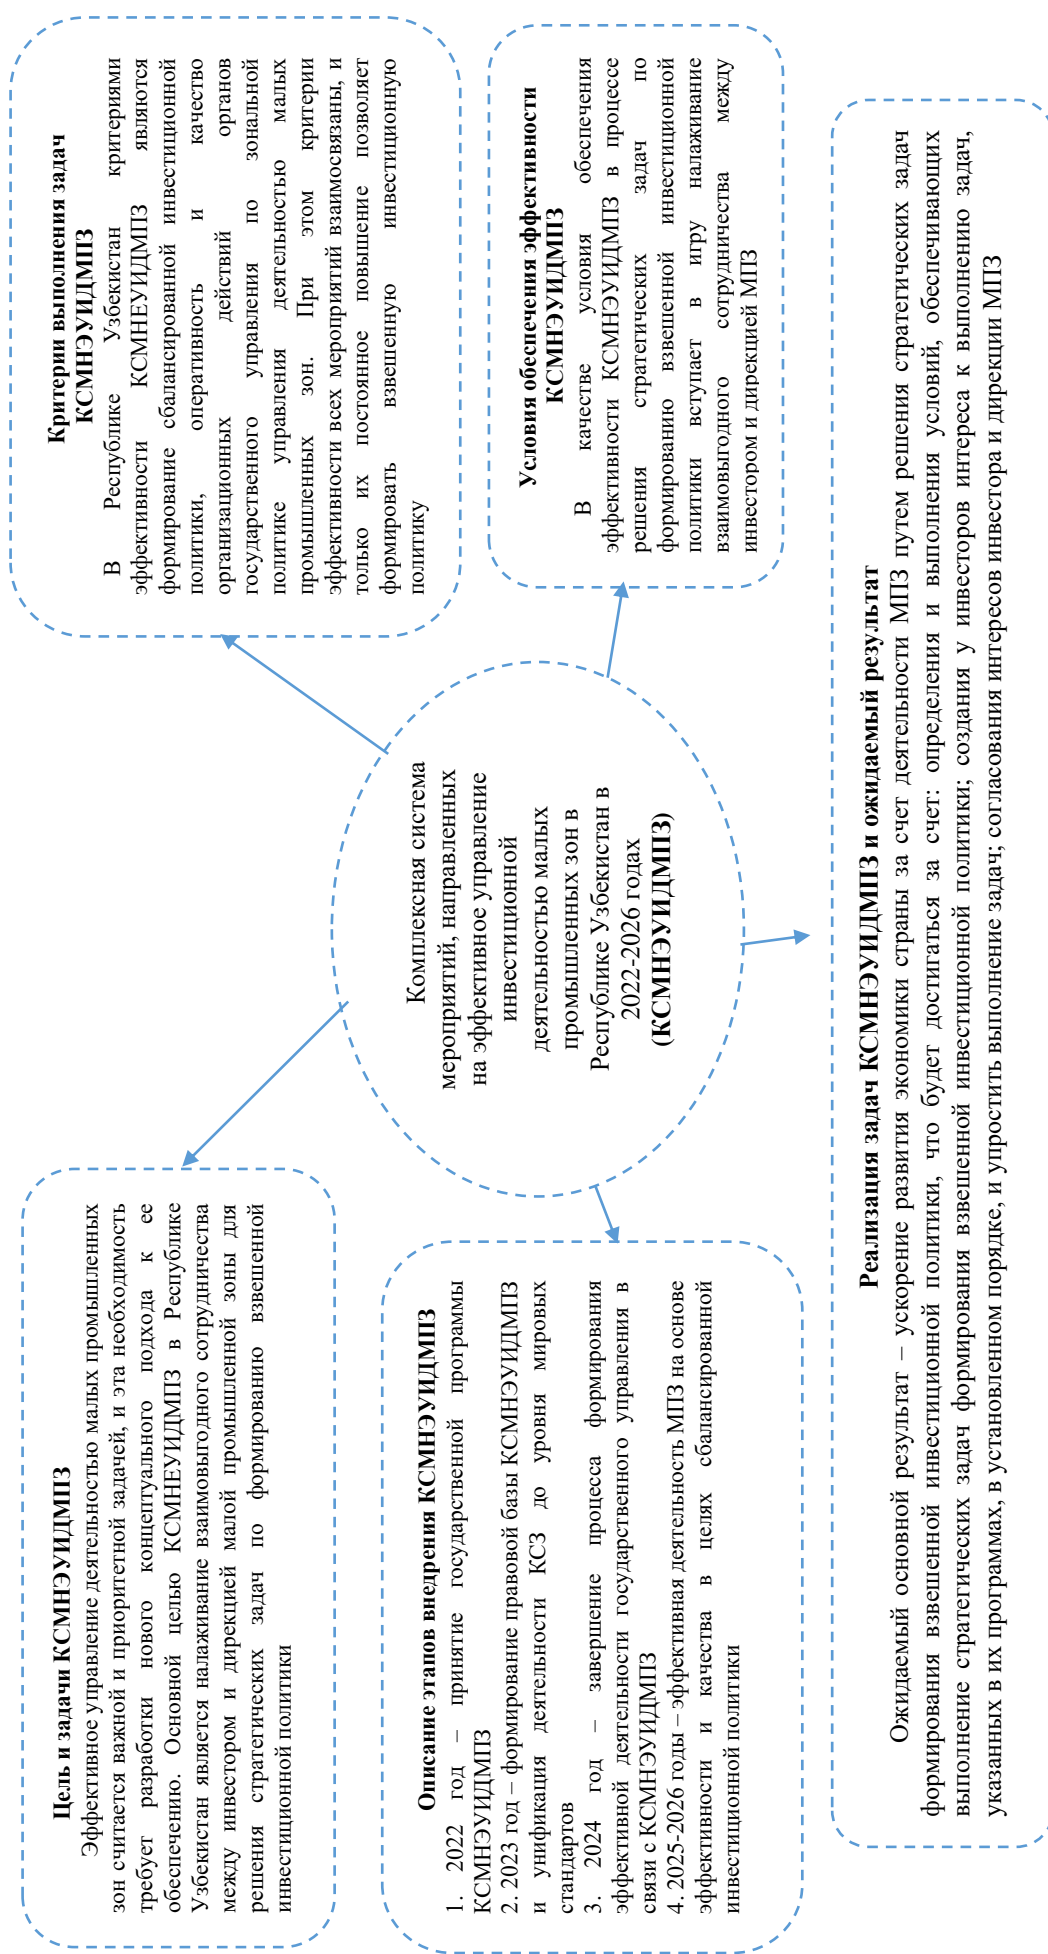 Цель и задачи КСМНЭУИДМПЗ
Эффективное управление деятельностью малых промышленных
зон считается важной и приоритетной задачей, и эта необходимость
требует разработки нового концептуального подхода к ее
обеспечению. Основной целью КСМНЕУИДМПЗ в Республике
Узбекистан является налаживание взаимовыгодного сотрудничества
между инвестором и дирекцией малой промышленной зоны для
решения стратегических задач по формированию взвешенной
инвестиционной политики
Критерии выполнения задач
КСМНЭУИДМПЗ
В Республике Узбекистан критериями
эффективности КСМНЕУИДМПЗ являются
формирование сбалансированной инвестиционной
политики, оперативность и качество
организационных действий органов
государственного управления по зональной
политике управления деятельностью малых
промышленных зон. При этом критерии
эффективности всех мероприятий взаимосвязаны, и
только их постоянное повышение позволяет
формировать взвешенную инвестиционную
политику
Комплексная система
мероприятий, направленных
на эффективное управление
инвестиционной
деятельностью малых
промышленных зон в
Республике Узбекистан в
2022-2026 годах
(КСМНЭУИДМПЗ)
Описание этапов внедрения КСМНЭУИДМПЗ
1. 2022 год – принятие государственной программы
КСМНЭУИДМПЗ
2. 2023 год – формирование правовой базы КСМНЭУИДМПЗ
и унификация деятельности КСЗ до уровня мировых
стандартов
3. 2024 год – завершение процесса формирования
эффективной деятельности государственного управления в
связи с КСМНЭУИДМПЗ
4. 2025-2026 годы – эффективная деятельность МПЗ на основе
эффективности и качества в целях сбалансированной
инвестиционной политики
Условия обеспечения эффективности
КСМНЭУИДМПЗ
В качестве условия обеспечения
эффективности КСМНЭУИДМПЗ в процессе
решения стратегических задач по
формированию взвешенной инвестиционной
политики вступает в игру налаживание
взаимовыгодного сотрудничества между
инвестором и дирекцией МПЗ
Реализация задач КСМНЭУИДМПЗ и ожидаемый результат
Ожидаемый основной результат – ускорение развития экономики страны за счет деятельности МПЗ путем решения стратегических задач
формирования взвешенной инвестиционной политики, что будет достигаться за счет: определения и выполнения условий, обеспечивающих
выполнение стратегических задач формирования взвешенной инвестиционной политики; создания у инвесторов интереса к выполнению задач,
указанных в их программах, в установленном порядке, и упростить выполнение задач; согласования интересов инвестора и дирекции МПЗ